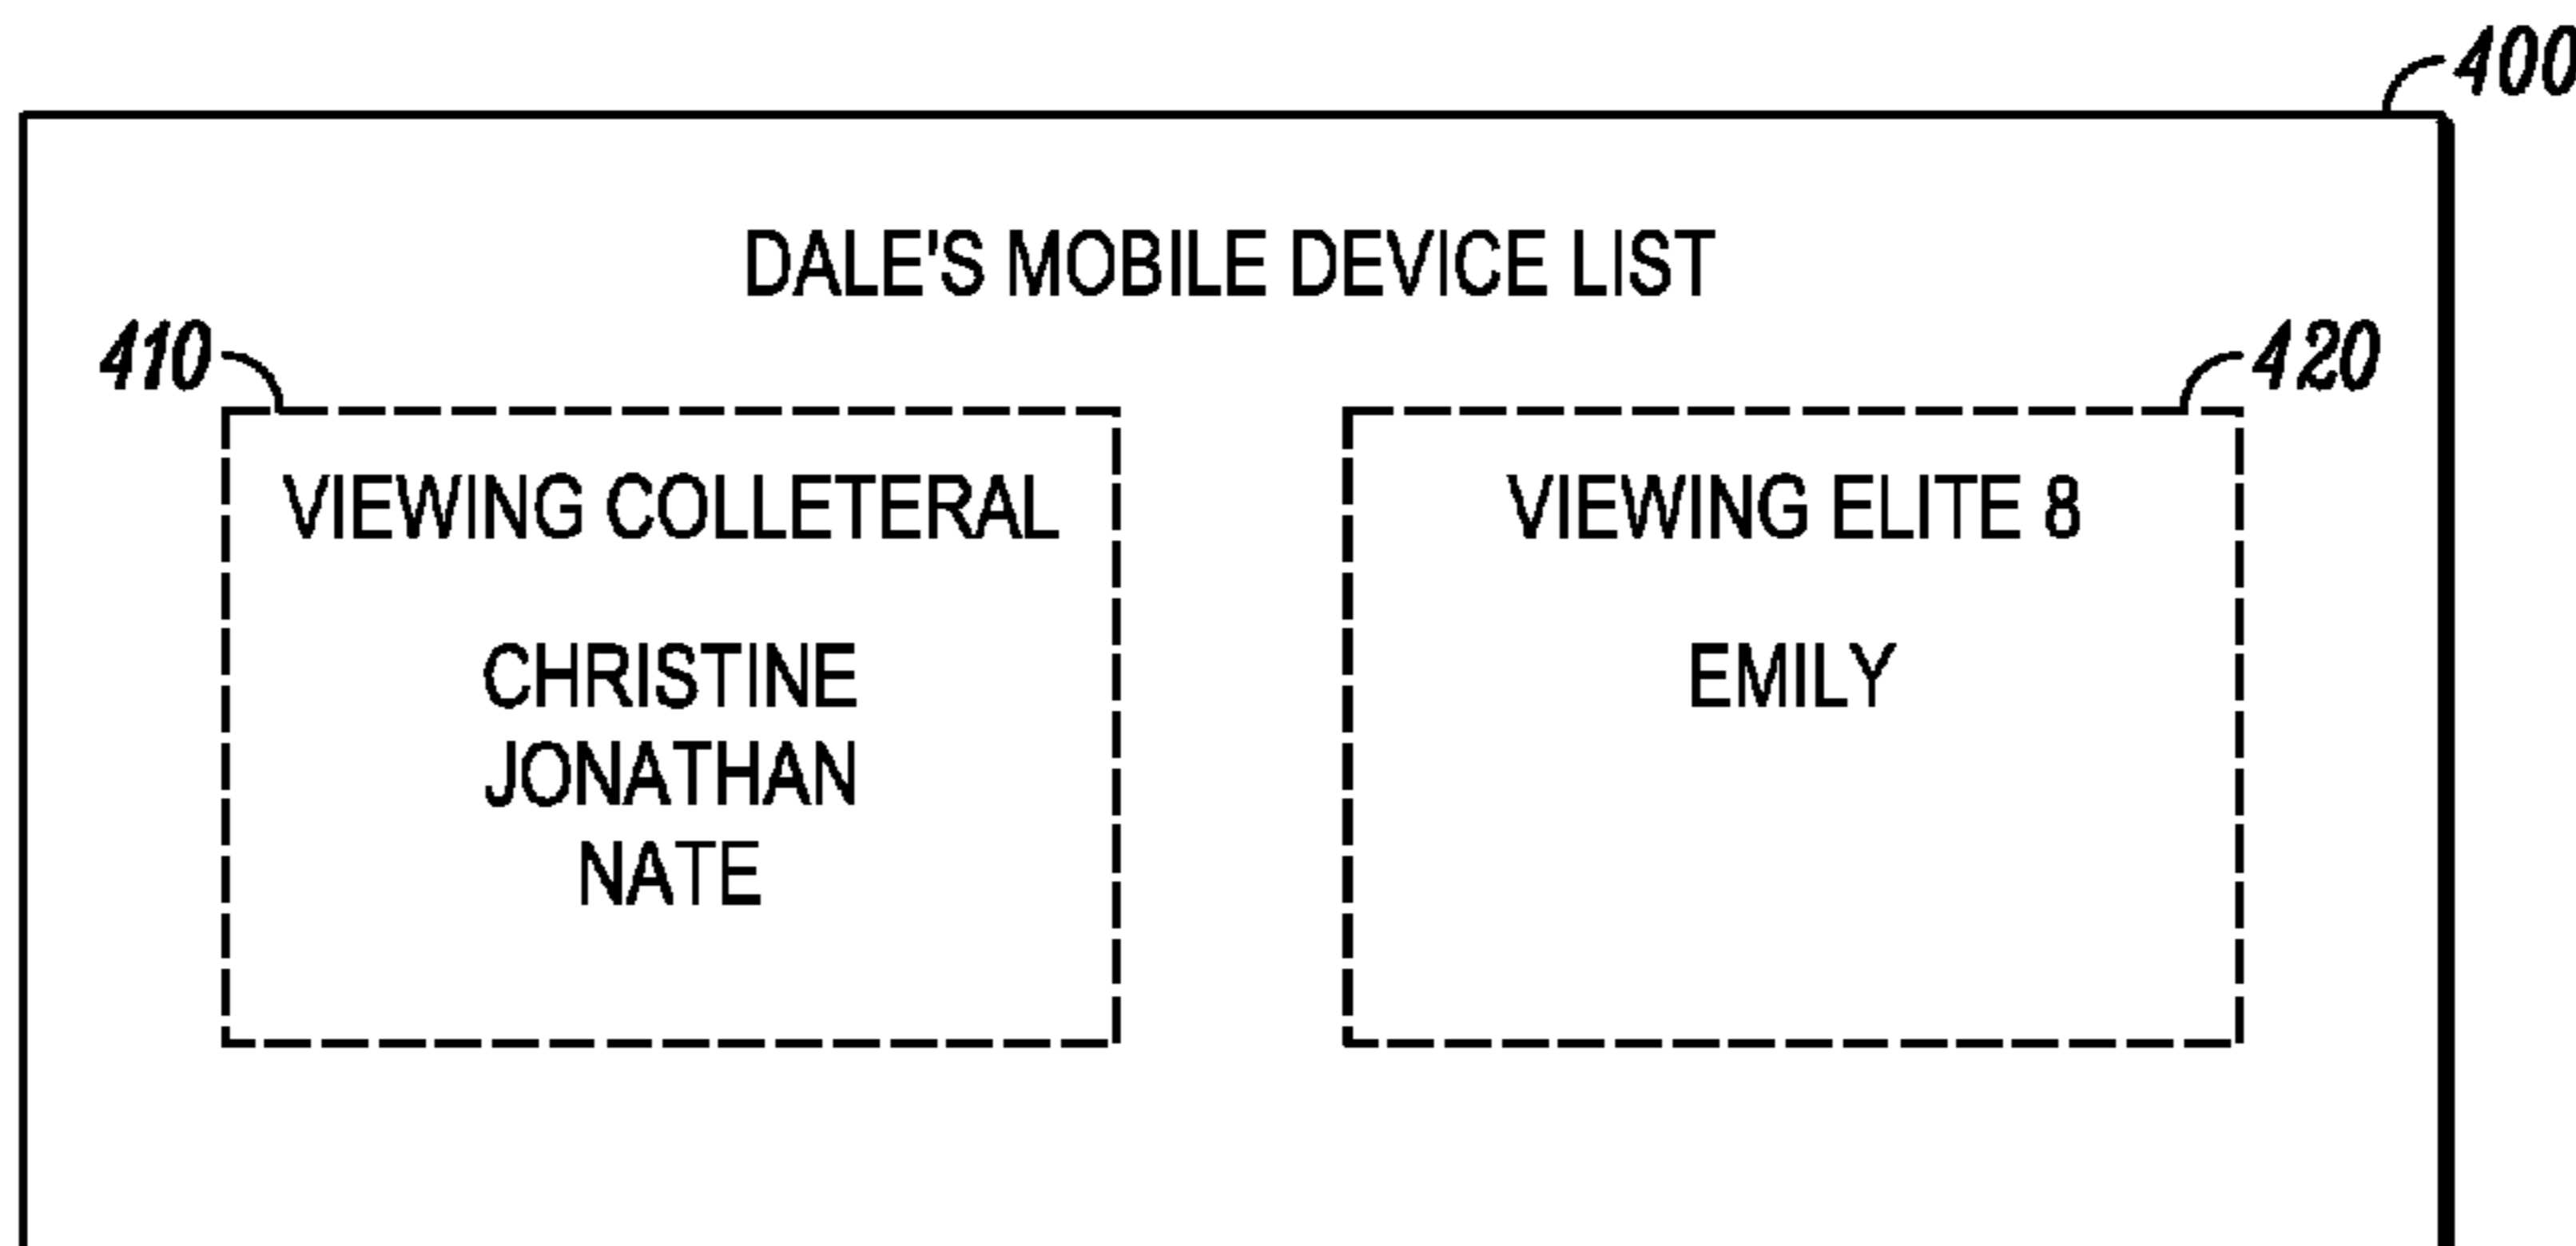 400
DALE'S MOBILE DEVICE LIST
410
420
VIEWING COLLETERAL
CHRISTINE
JONATHAN
NATE
VIEWING ELITE 8
EMILY